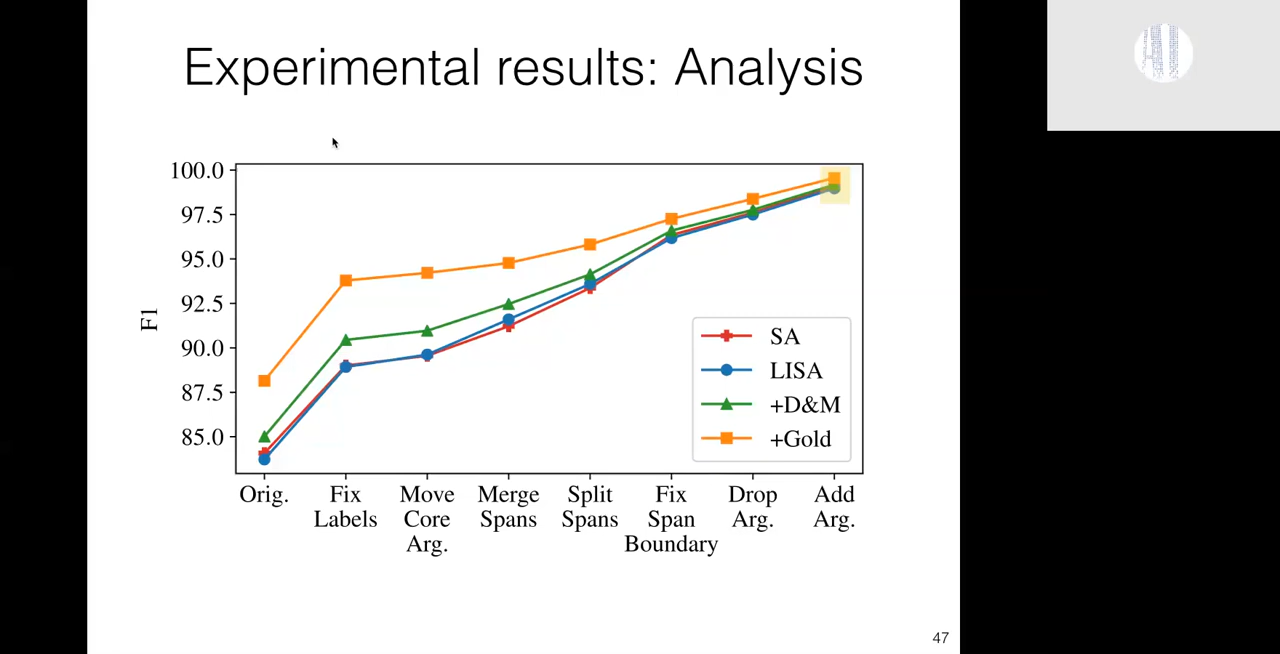 Experimental results: Analysis
100.0
97.5
95.0
92.5
90.0
87.5
85.0
F1
SA
LISA
+D&M
+Gold
Orig.
Fix
Labels
Move
Core
Arg.
Merge
Spans
Split
Spans
Fix
Span
Boundary
Drop
Arg.
Add
Arg.
47